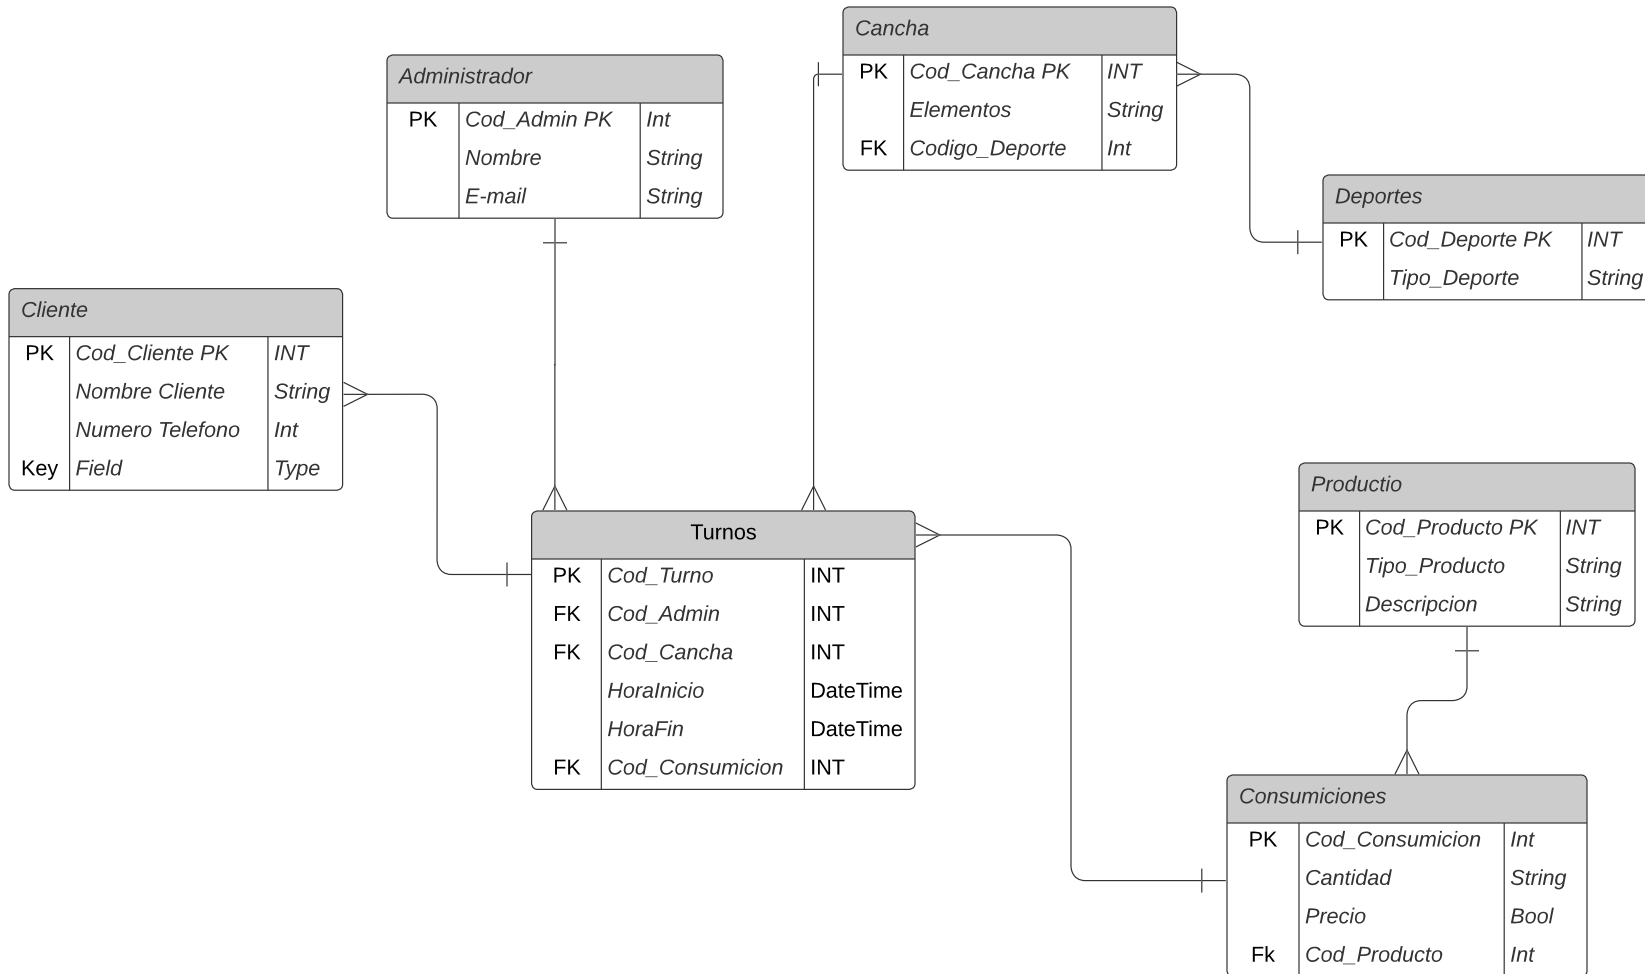 Cancha
PK Cod_Cancha PK INT
Elementos String
FK Codigo_Deporte Int
Administrador
PK Cod_Admin PK Int
Nombre String
E-mail String
Deportes
PK Cod_Deporte PK INT
Tipo_Deporte String
Cliente
PK Cod_Cliente PK INT
Nombre Cliente String
Numero Telefono Int
Key Field Type
Turnos
PK Cod_Turno INT
FK Cod_Admin INT
FK Cod_Cancha INT
HoraInicio DateTime
HoraFin DateTime
FK Cod_Consumicion INT
Productio
PK Cod_Producto PK INT
Tipo_Producto String
Descripcion String
Consumiciones
PK Cod_Consumicion Int
Cantidad String
Precio Bool
Fk Cod_Producto Int